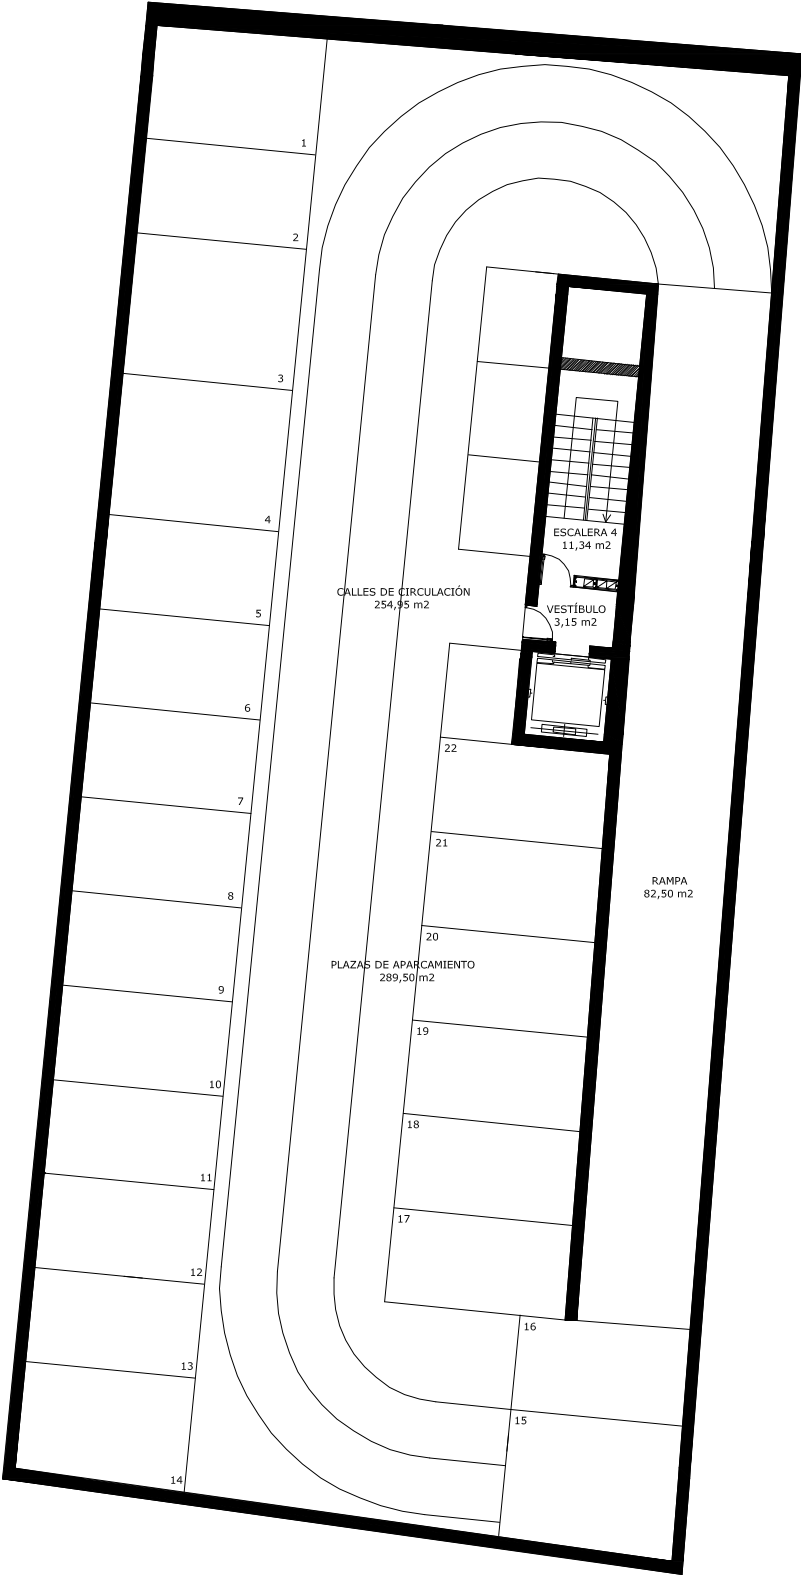 1
2
3
4
ESCALERA 4
11,34 m2
CALLES DE CIRCULACIÓN
254,95 m2
VESTÍBULO
3,15 m2
5
6
22
7
21
RAMPA
82,50 m2
8
20
PLAZAS DE APARCAMIENTO
289,50 m2
9
19
10
18
11
17
12
16
13
15
14